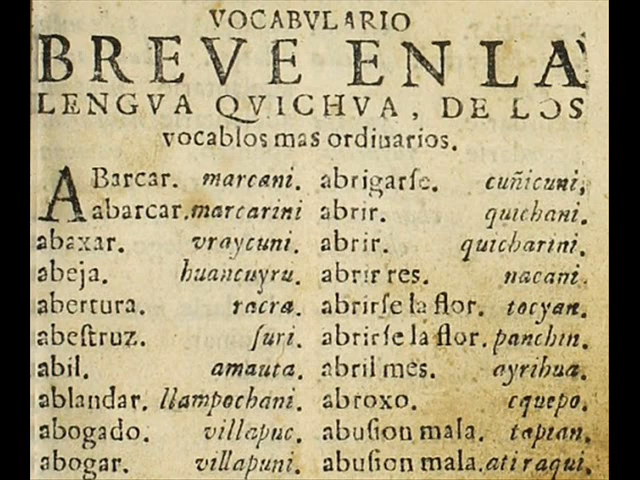 VOCABVLARIO
BREVE EN LA
LENGVA QVICHVA, DE LOS
vocablos mas ordinarios.
ABarcar. marcani.
aabarcar. marcarini
abaxar. vraycuni.
abeja. huancuyru.
abertura. racra.
abeſtruz. ſuri.
abil. amauta.
ablandar. llampochani.
abogado. villapuc.
abogar. villapuni.
abrigarſe. cuñicuni,
abrir. quichani.
abrir. quicharini.
abrir res. nacani.
abrirſe la flor. tocyan.
abrirſe la flor. panchin.
abril mes. ayrihua.
abroxo. cquepo.
abuſion mala. tapian.
abuſion mala. atiraqui.